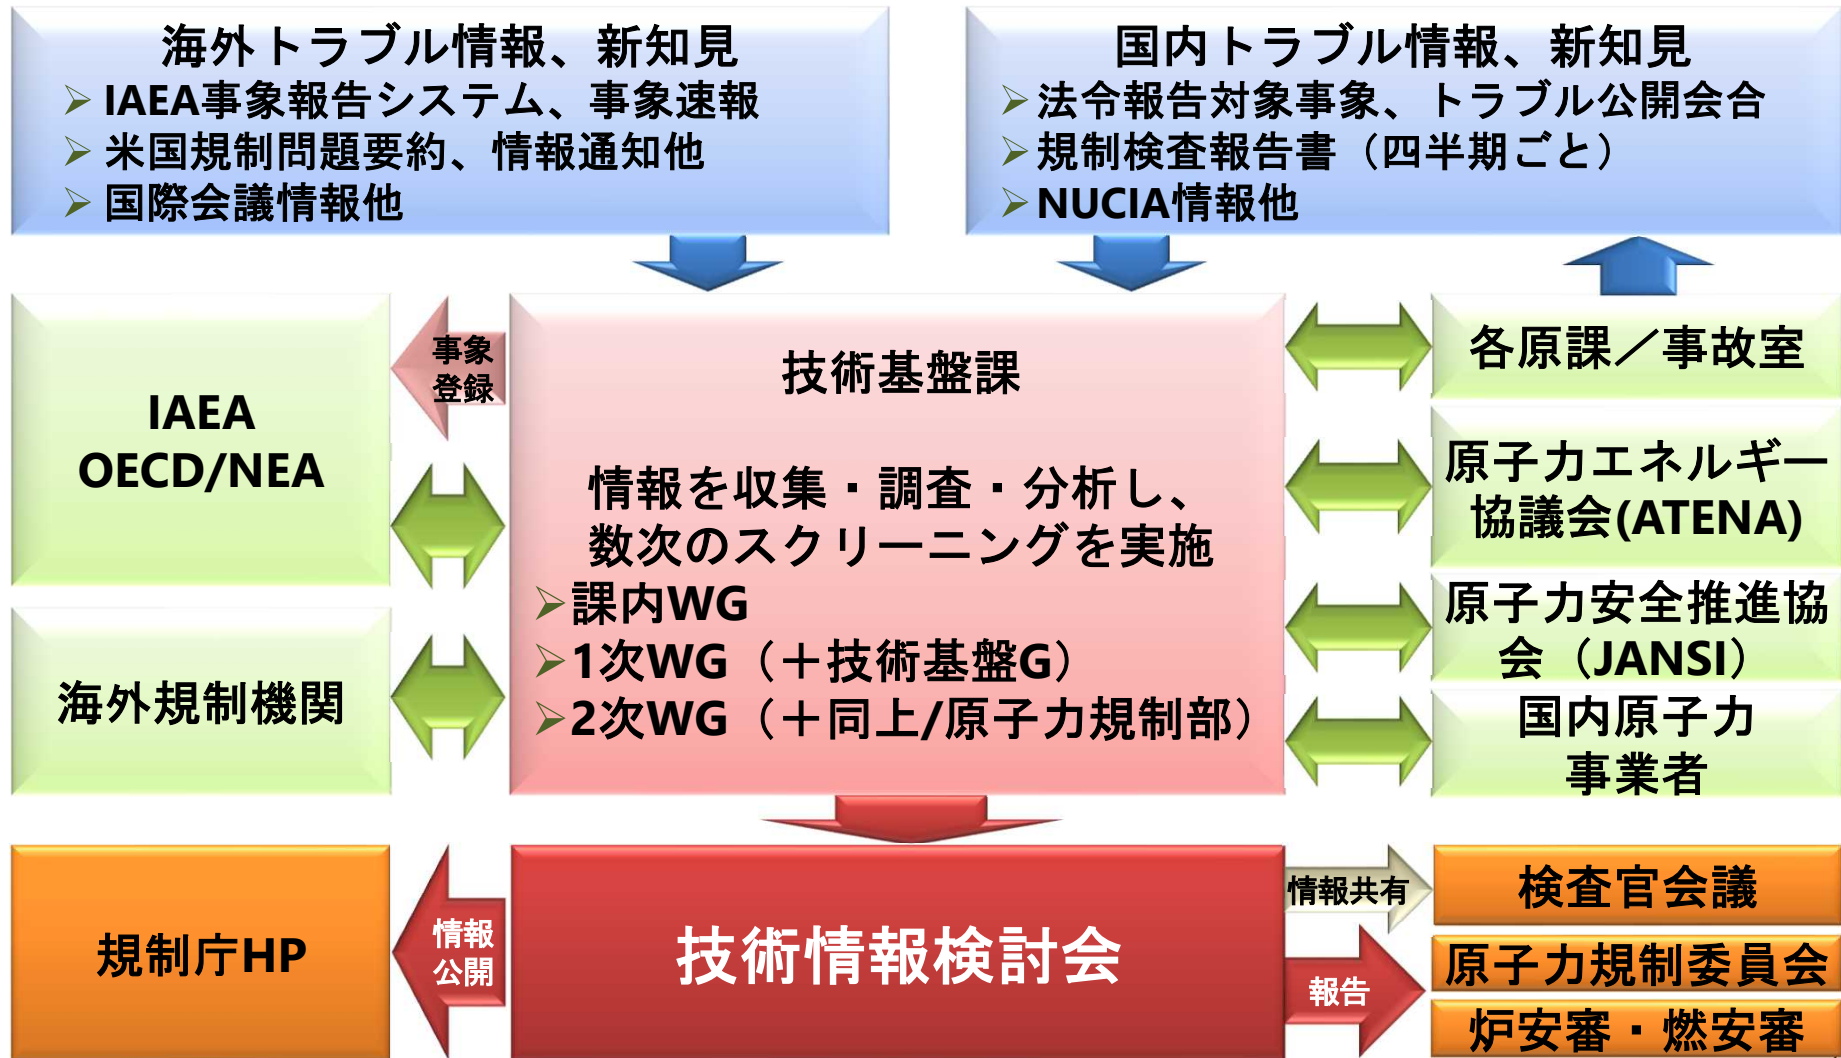 海外トラブル情報、新知見
➢IAEA事象報告システム、事象速報
➢米国規制問題要約、情報通知他
➢国際会議情報他
国内トラブル情報、新知見
➢法令報告対象事象、トラブル公開会合
➢規制検査報告書（四半期ごと）
➢NUCIA情報他
IAEA
OECD/NEA
海外規制機関
事象
登録
技術基盤課
情報を収集・調査・分析し、
数次のスクリーニングを実施
➢課内WG
➢1次WG（＋技術基盤G）
➢2次WG（＋同上/原子力規制部）
各原課／事故室
原子力エネルギー
協議会(ATENA)
原子力安全推進協
会（JANSI）
国内原子力
事業者
規制庁HP
情報
公開
技術情報検討会
情報共有
報告
検査官会議
原子力規制委員会
炉安審・燃安審